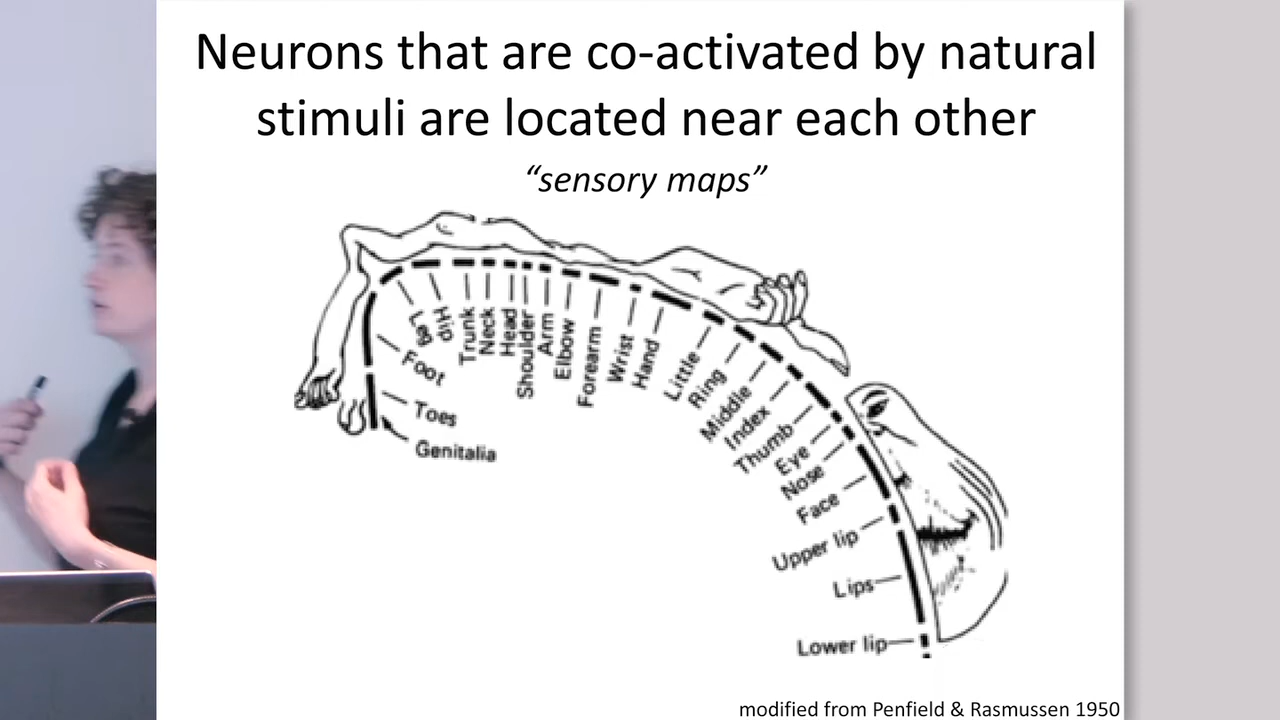 Neurons that are co-activated by natural
stimuli are located near each other
“sensory maps”
Leg
Hip
Trunk
Neck
Head
Shoulder
Arm
Elbow
Forearm
Wrist
Hand
Little
Ring
Middle
Index
Thumb
Eye
Nose
Face
Upper lip
Lips
Lower lip
Foot
Toes
Genitalia
modified from Penfield & Rasmussen 1950